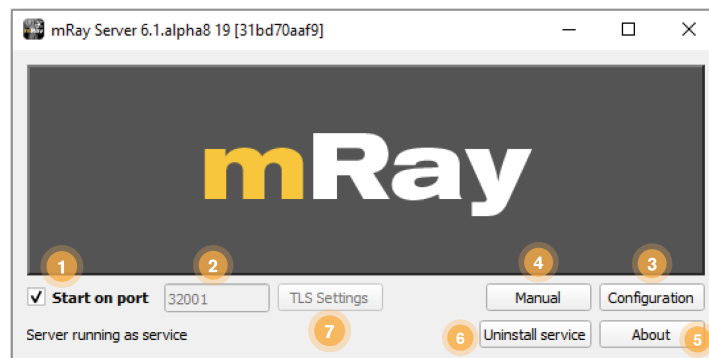 mRay Server 6.1.alpha8 19 [31bd70aaf9]
mRay
1 2 4 3
Start on port 32001 TLS Settings Manual Configuration
7 6 5
Server running as service Uninstall service About